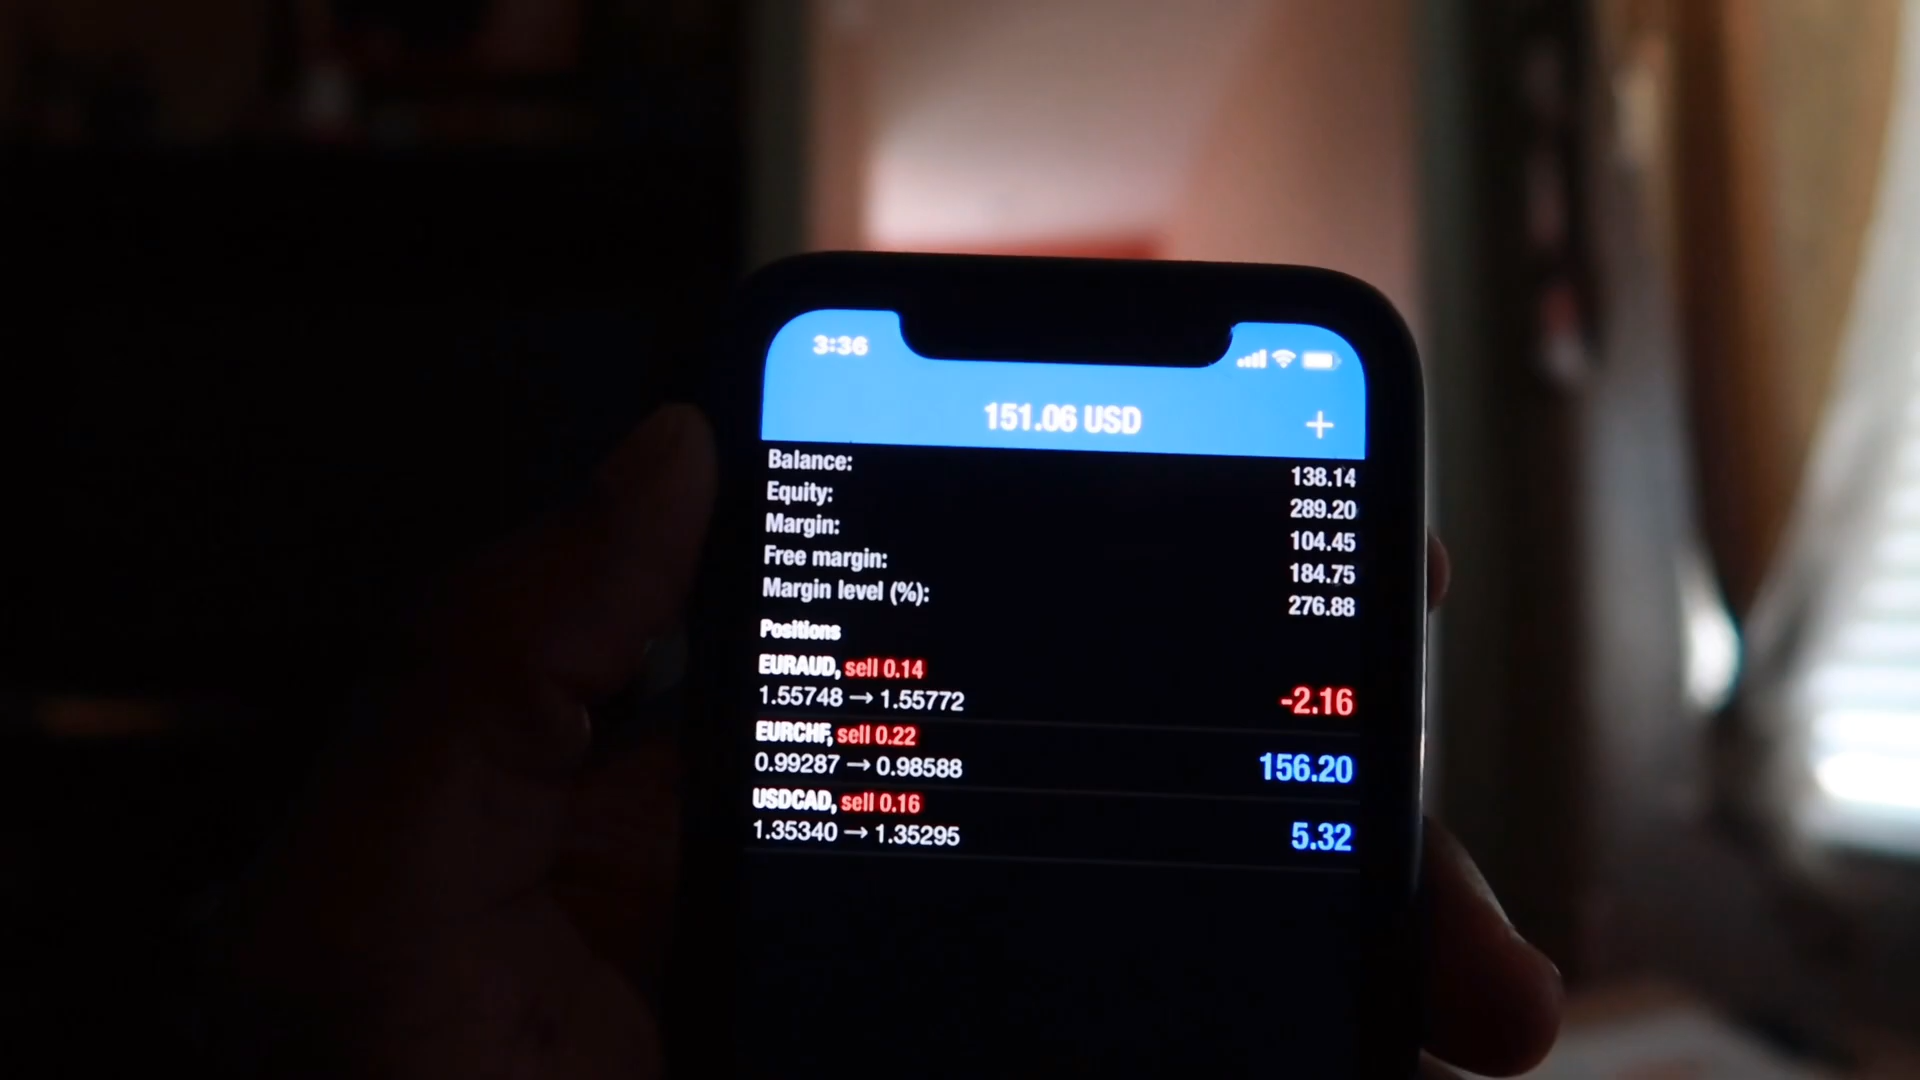 3:36
151.06 USD +
Balance: 138.14
Equity: 289.20
Margin: 104.45
Free margin: 184.75
Margin level (%): 276.88
Positions
EURAUD, sell 0.14
1.55748 → 1.55772 -2.16
EURCHF, sell 0.22
0.99287 → 0.98588 156.20
USDCAD, sell 0.16
1.35340 → 1.35295 5.32